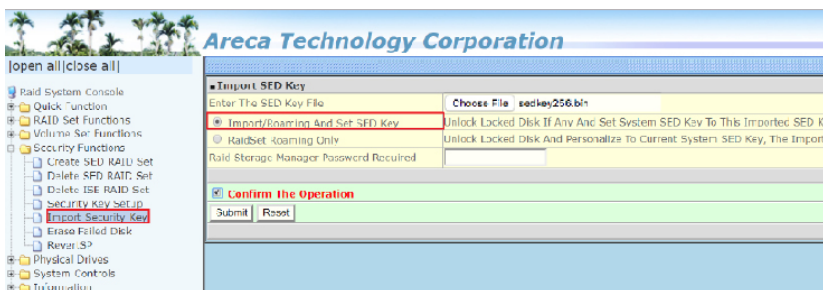 Areca Technology Corporation
|open all|close all|
Raid System Console
Quick Function
RAID Set Functions
Volume Set Functions
Security Functions
Create SED RAID Set
Delete SED RAID Set
Delete ISE RAID Set
Security Key Setup
Import Security Key
Erase Failed Disk
RevertSP
Physical Drives
System Controls
Information
Import SED Key
Enter The SED Key File
Choose File sedkey256.bin
Import/Roaming And Set SED Key
Unlock Locked Disk If Any And Set System SED Key To This Imported SED K
RaidSet Roaming Only
Unlock Locked Disk And Personalize To Current System SED Key, The Import
Raid Storage Manager Password Required
Confirm The Operation
Submit Reset